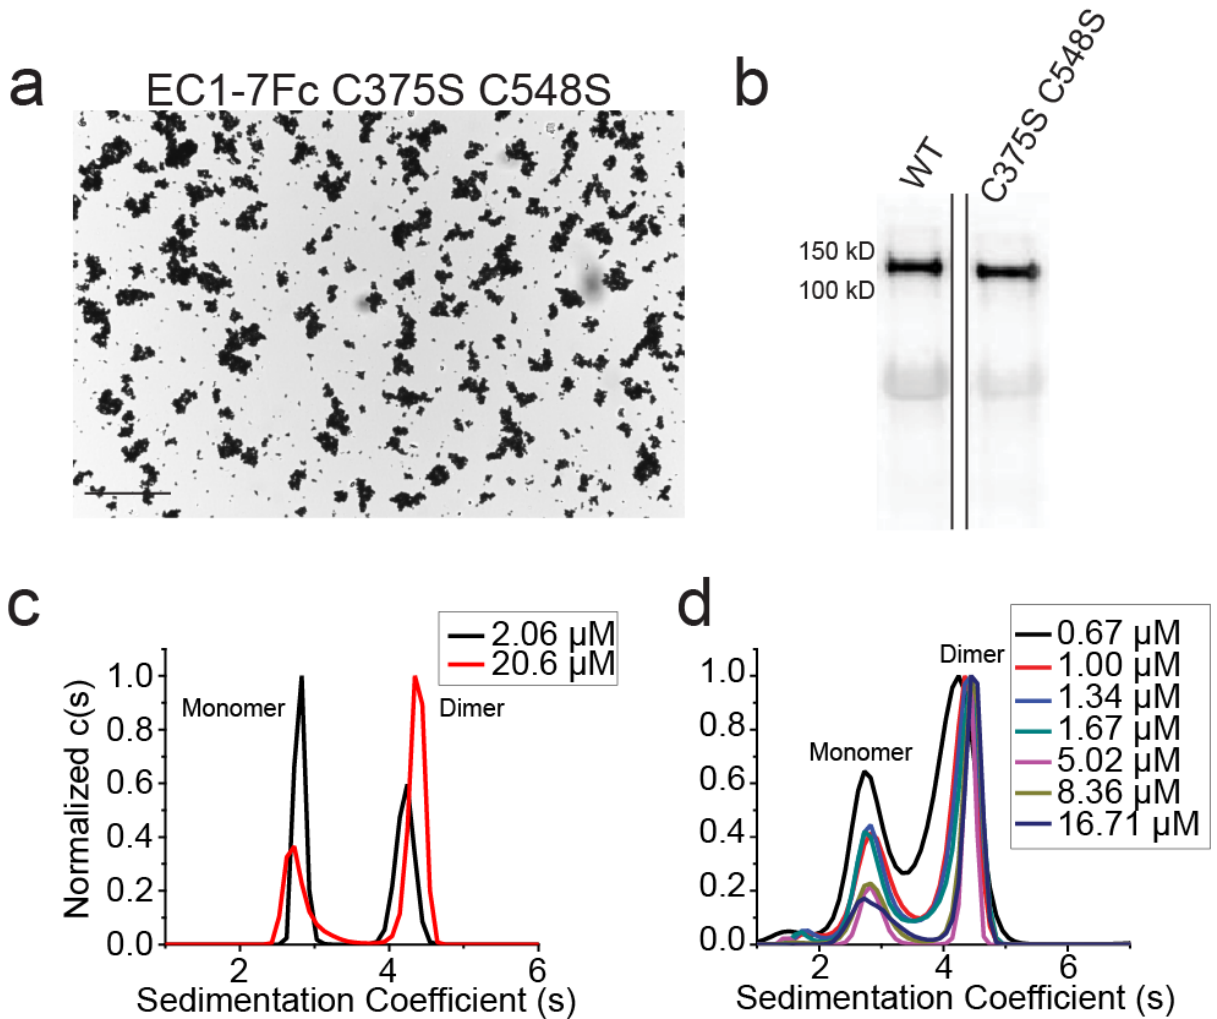 a
EC1-7Fc C375S C548S
b
WT
C375S C548S
150 kD
100 kD
c
2.06 µM
20.6 µM
Monomer
Dimer
Normalized c(s)
1.0
0.8
0.6
0.4
0.2
0.0
2
4
6
Sedimentation Coefficient (s)
d
0.67 µM
1.00 µM
1.34 µM
1.67 µM
5.02 µM
8.36 µM
16.71 µM
Dimer
Monomer
1.0
0.8
0.6
0.4
0.2
0.0
2
4
6
Sedimentation Coefficient (s)